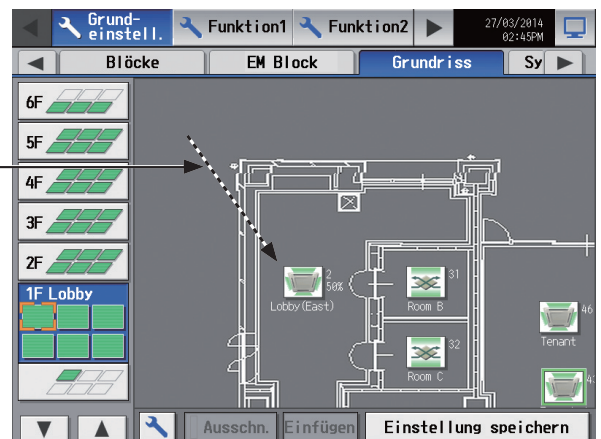 Grund-
einstell.
Funktion1
Funktion2
27/03/2014
02:45PM
Blöcke
EM Block
Grundriss
Sy
6F
5F
4F
3F
2F
1F Lobby
2
50%
Lobby(East)
31
Room B
32
Room C
46
Tenant
Ausschn.
Einfügen
Einstellung speichern